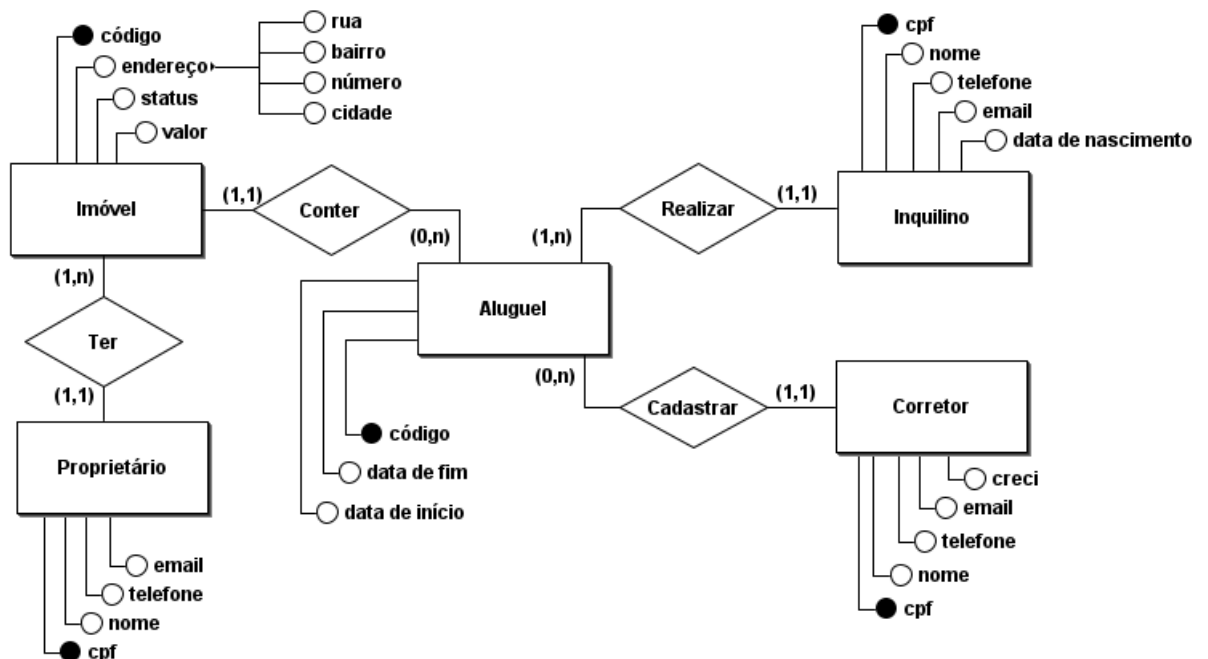 código
endereço
status
valor
rua
bairro
número
cidade
Imóvel
(1,1)
Conter
(0,n)
(1,n)
Ter
(1,1)
Proprietário
email
telefone
nome
cpf
Aluguel
código
data de fim
data de início
(1,n)
Realizar
(1,1)
cpf
nome
telefone
email
data de nascimento
Inquilino
(0,n)
Cadastrar
(1,1)
Corretor
creci
email
telefone
nome
cpf